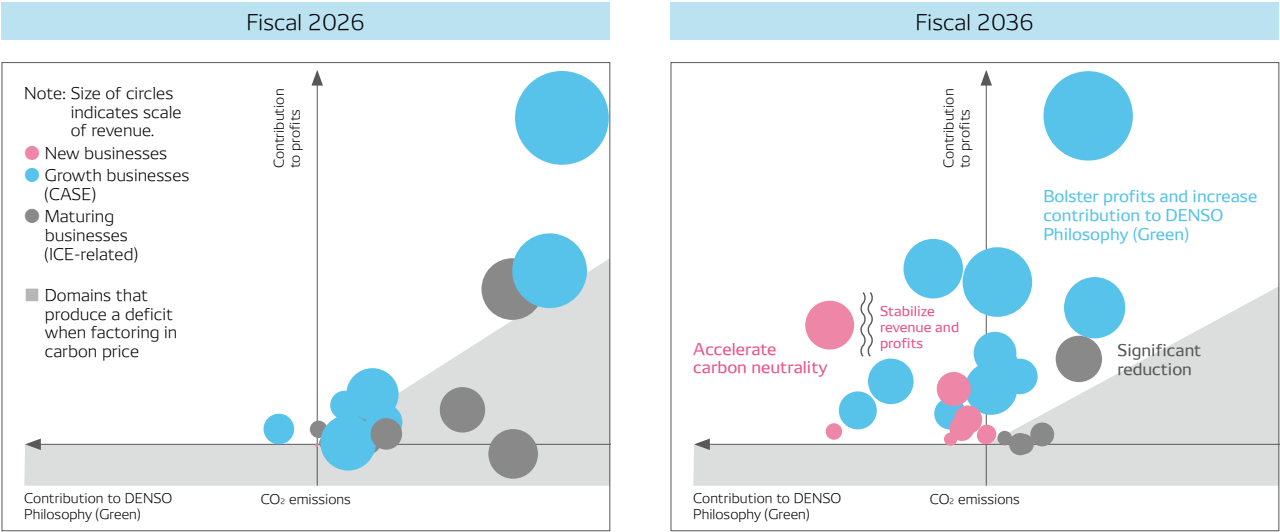 Fiscal 2026
Note: Size of circles
indicates scale
of revenue.
New businesses
Growth businesses
(CASE)
Maturing
businesses
(ICE-related)
Domains that
produce a deficit
when factoring in
carbon price
Contribution
to profits
Contribution to DENSO
Philosophy (Green)
CO₂ emissions
Fiscal 2036
Contribution
to profits
Bolster profits and increase
contribution to DENSO
Philosophy (Green)
Stabilize
revenue and
profits
Accelerate
carbon neutrality
Significant
reduction
Contribution to DENSO
Philosophy (Green)
CO₂ emissions